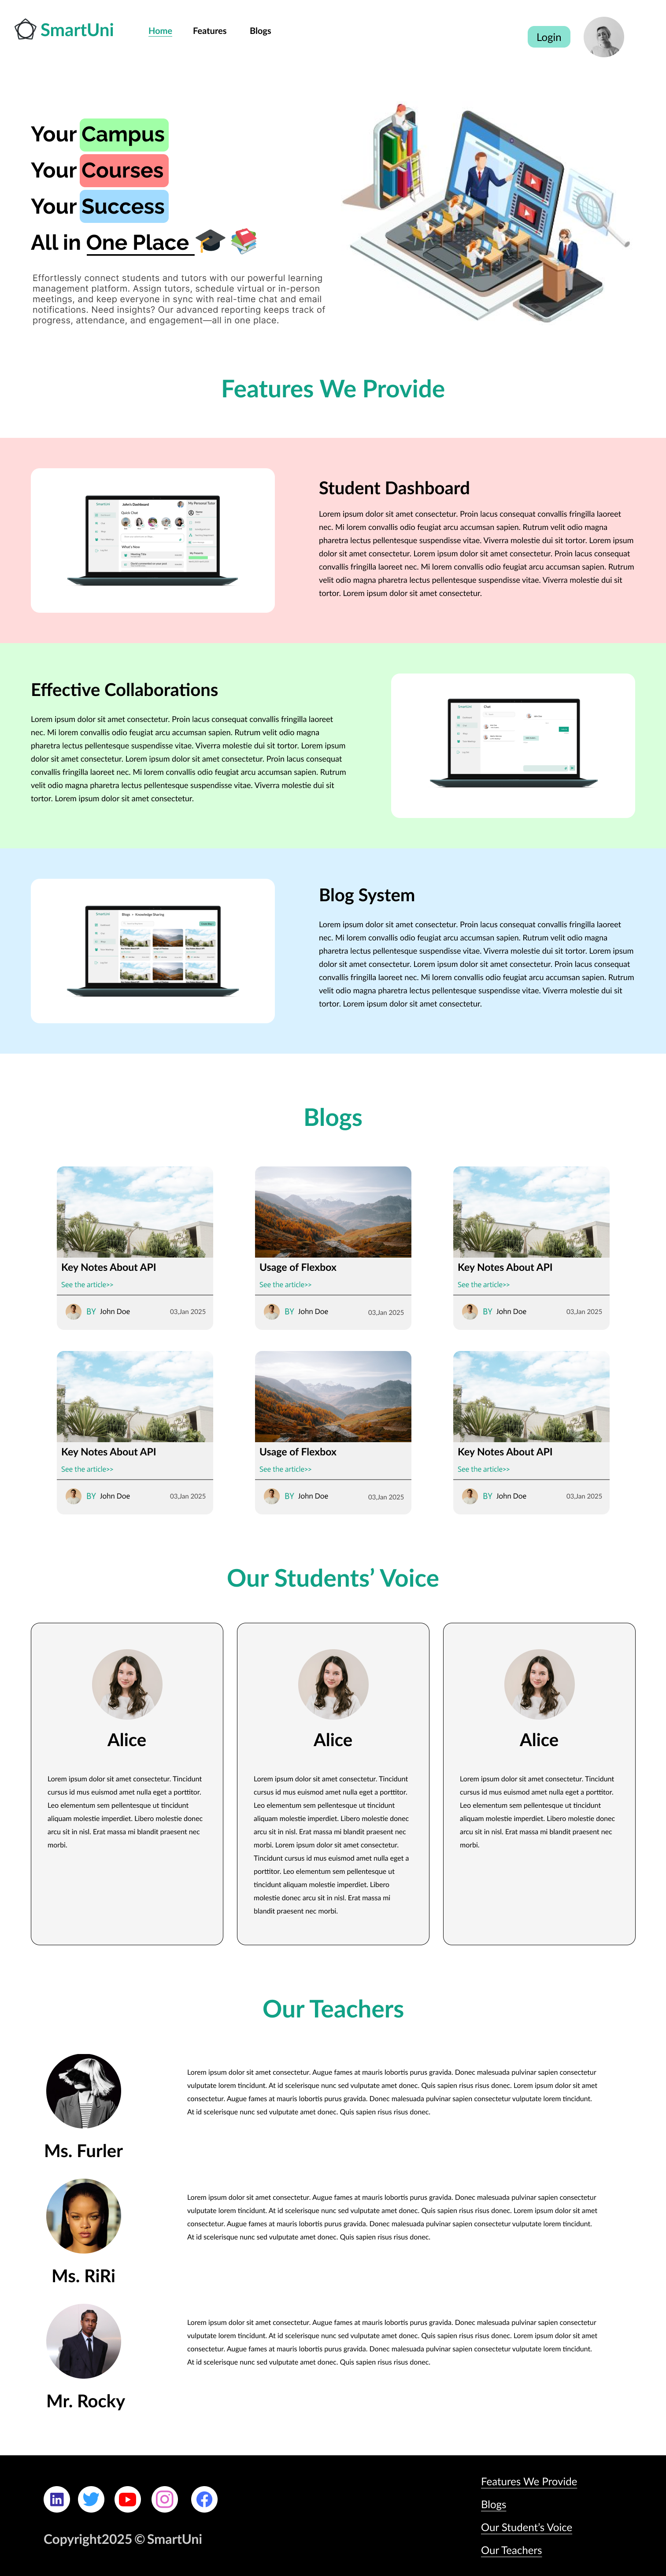 SmartUni
Home Features Blogs
Login
Your Campus
Your Courses
Your Success
All in One Place
Effortlessly connect students and tutors with our powerful learning
management platform. Assign tutors, schedule virtual or in-person
meetings, and keep everyone in sync with real-time chat and email
notifications. Need insights? Our advanced reporting keeps track of
progress, attendance, and engagement—all in one place.
Features We Provide
John's Dashboard
Quick Chat
What's New
My Personal Tutor
Student Dashboard
Lorem ipsum dolor sit amet consectetur. Proin lacus consequat convallis fringilla laoreet
nec. Mi lorem convallis odio feugiat arcu accumsan sapien. Rutrum velit odio magna
pharetra lectus pellentesque suspendisse vitae. Viverra molestie dui sit tortor. Lorem ipsum
dolor sit amet consectetur. Lorem ipsum dolor sit amet consectetur. Proin lacus consequat
convallis fringilla laoreet nec. Mi lorem convallis odio feugiat arcu accumsan sapien. Rutrum
velit odio magna pharetra lectus pellentesque suspendisse vitae. Viverra molestie dui sit
tortor. Lorem ipsum dolor sit amet consectetur.
Effective Collaborations
Lorem ipsum dolor sit amet consectetur. Proin lacus consequat convallis fringilla laoreet
nec. Mi lorem convallis odio feugiat arcu accumsan sapien. Rutrum velit odio magna
pharetra lectus pellentesque suspendisse vitae. Viverra molestie dui sit tortor. Lorem ipsum
dolor sit amet consectetur. Lorem ipsum dolor sit amet consectetur. Proin lacus consequat
convallis fringilla laoreet nec. Mi lorem convallis odio feugiat arcu accumsan sapien. Rutrum
velit odio magna pharetra lectus pellentesque suspendisse vitae. Viverra molestie dui sit
tortor. Lorem ipsum dolor sit amet consectetur.
Chat
Blogs - Knowledge Sharing
Blog System
Lorem ipsum dolor sit amet consectetur. Proin lacus consequat convallis fringilla laoreet
nec. Mi lorem convallis odio feugiat arcu accumsan sapien. Rutrum velit odio magna
pharetra lectus pellentesque suspendisse vitae. Viverra molestie dui sit tortor. Lorem ipsum
dolor sit amet consectetur. Lorem ipsum dolor sit amet consectetur. Proin lacus consequat
convallis fringilla laoreet nec. Mi lorem convallis odio feugiat arcu accumsan sapien. Rutrum
velit odio magna pharetra lectus pellentesque suspendisse vitae. Viverra molestie dui sit
tortor. Lorem ipsum dolor sit amet consectetur.
Blogs
Key Notes About API
See the article>>
BY John Doe 03,Jan 2025
Usage of Flexbox
See the article>>
BY John Doe 03,Jan 2025
Key Notes About API
See the article>>
BY John Doe 03,Jan 2025
Key Notes About API
See the article>>
BY John Doe 03,Jan 2025
Usage of Flexbox
See the article>>
BY John Doe 03,Jan 2025
Key Notes About API
See the article>>
BY John Doe 03,Jan 2025
Our Students’ Voice
Alice
Lorem ipsum dolor sit amet consectetur. Tincidunt
cursus id mus euismod amet nulla eget a porttitor.
Leo elementum sem pellentesque ut tincidunt
aliquam molestie imperdiet. Libero molestie donec
arcu sit in nisl. Erat massa mi blandit praesent nec
morbi.
Alice
Lorem ipsum dolor sit amet consectetur. Tincidunt
cursus id mus euismod amet nulla eget a porttitor.
Leo elementum sem pellentesque ut tincidunt
aliquam molestie imperdiet. Libero molestie donec
arcu sit in nisl. Erat massa mi blandit praesent nec
morbi. Lorem ipsum dolor sit amet consectetur.
Tincidunt cursus id mus euismod amet nulla eget a
porttitor. Leo elementum sem pellentesque ut
tincidunt aliquam molestie imperdiet. Libero
molestie donec arcu sit in nisl. Erat massa mi
blandit praesent nec morbi.
Alice
Lorem ipsum dolor sit amet consectetur. Tincidunt
cursus id mus euismod amet nulla eget a porttitor.
Leo elementum sem pellentesque ut tincidunt
aliquam molestie imperdiet. Libero molestie donec
arcu sit in nisl. Erat massa mi blandit praesent nec
morbi.
Our Teachers
Ms. Furler
Lorem ipsum dolor sit amet consectetur. Augue fames at mauris lobortis purus gravida. Donec malesuada pulvinar sapien consectetur
vulputate lorem tincidunt. At id scelerisque nunc sed vulputate amet donec. Quis sapien risus risus donec. Lorem ipsum dolor sit amet
consectetur. Augue fames at mauris lobortis purus gravida. Donec malesuada pulvinar sapien consectetur vulputate lorem tincidunt.
At id scelerisque nunc sed vulputate amet donec. Quis sapien risus risus donec.
Ms. RiRi
Lorem ipsum dolor sit amet consectetur. Augue fames at mauris lobortis purus gravida. Donec malesuada pulvinar sapien consectetur
vulputate lorem tincidunt. At id scelerisque nunc sed vulputate amet donec. Quis sapien risus risus donec. Lorem ipsum dolor sit amet
consectetur. Augue fames at mauris lobortis purus gravida. Donec malesuada pulvinar sapien consectetur vulputate lorem tincidunt.
At id scelerisque nunc sed vulputate amet donec. Quis sapien risus risus donec.
Mr. Rocky
Lorem ipsum dolor sit amet consectetur. Augue fames at mauris lobortis purus gravida. Donec malesuada pulvinar sapien consectetur
vulputate lorem tincidunt. At id scelerisque nunc sed vulputate amet donec. Quis sapien risus risus donec. Lorem ipsum dolor sit amet
consectetur. Augue fames at mauris lobortis purus gravida. Donec malesuada pulvinar sapien consectetur vulputate lorem tincidunt.
At id scelerisque nunc sed vulputate amet donec. Quis sapien risus risus donec.
Copyright2025 © SmartUni
Features We Provide
Blogs
Our Student’s Voice
Our Teachers